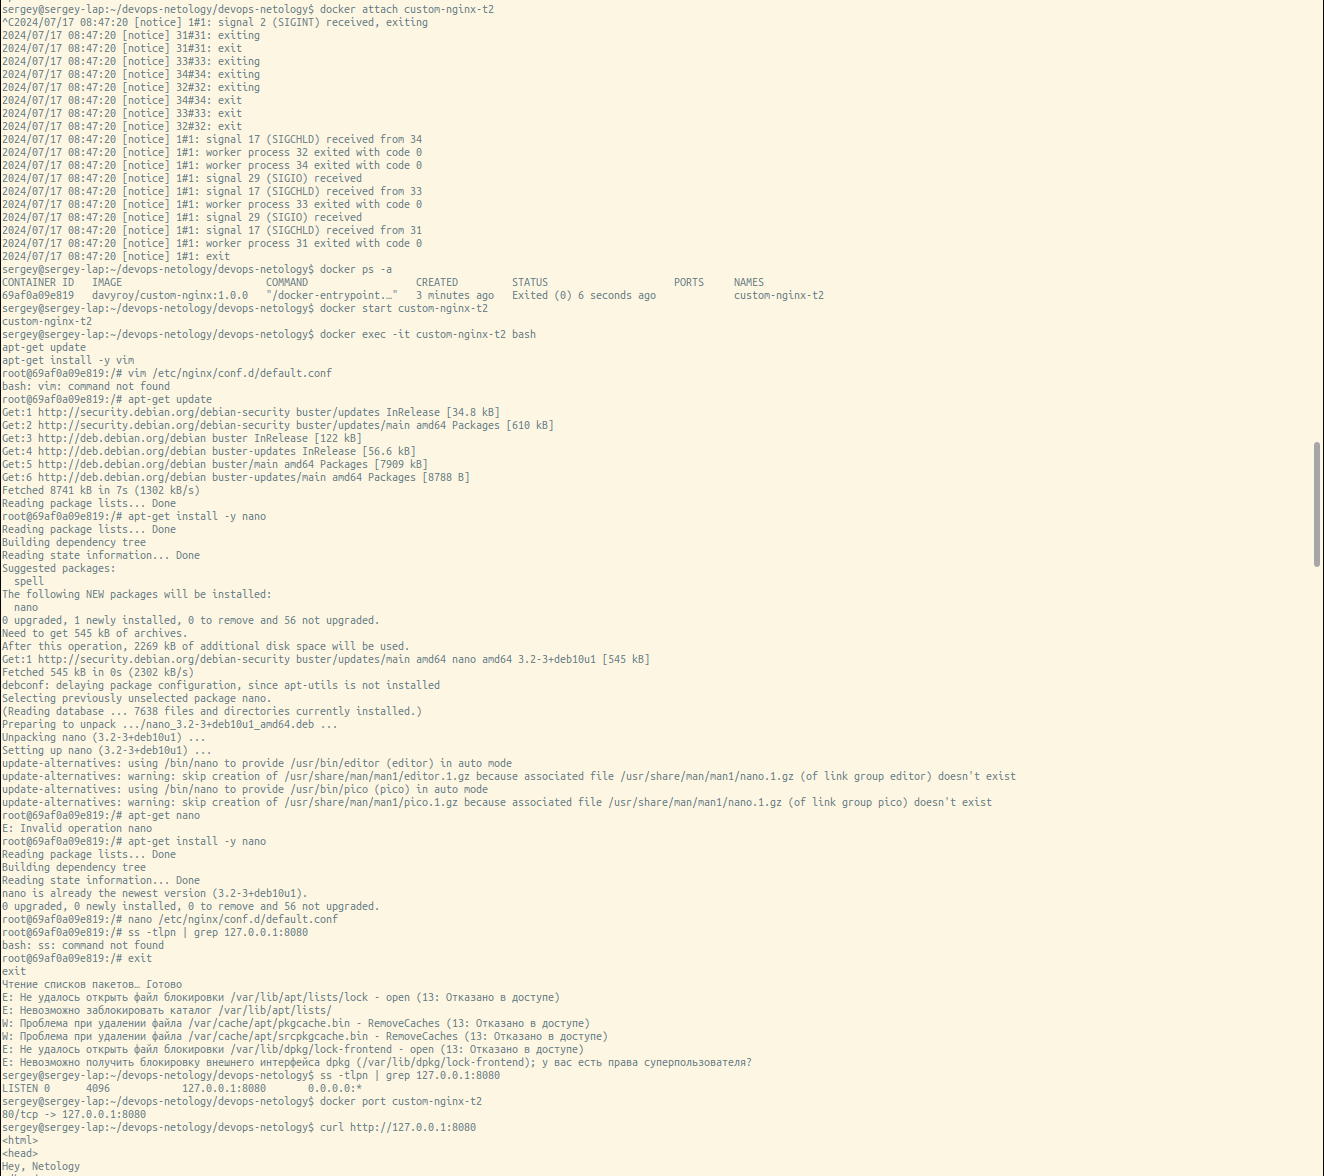 sergey@sergey-lap:~/devops-netology/devops-netology$ docker attach custom-nginx-t2
^C2024/07/17 08:47:20 [notice] 1#1: signal 2 (SIGINT) received, exiting
2024/07/17 08:47:20 [notice] 31#31: exiting
2024/07/17 08:47:20 [notice] 31#31: exit
2024/07/17 08:47:20 [notice] 33#33: exiting
2024/07/17 08:47:20 [notice] 34#34: exiting
2024/07/17 08:47:20 [notice] 32#32: exiting
2024/07/17 08:47:20 [notice] 34#34: exit
2024/07/17 08:47:20 [notice] 33#33: exit
2024/07/17 08:47:20 [notice] 32#32: exit
2024/07/17 08:47:20 [notice] 1#1: signal 17 (SIGCHLD) received from 34
2024/07/17 08:47:20 [notice] 1#1: worker process 32 exited with code 0
2024/07/17 08:47:20 [notice] 1#1: worker process 34 exited with code 0
2024/07/17 08:47:20 [notice] 1#1: signal 29 (SIGIO) received
2024/07/17 08:47:20 [notice] 1#1: signal 17 (SIGCHLD) received from 33
2024/07/17 08:47:20 [notice] 1#1: worker process 33 exited with code 0
2024/07/17 08:47:20 [notice] 1#1: signal 29 (SIGIO) received
2024/07/17 08:47:20 [notice] 1#1: signal 17 (SIGCHLD) received from 31
2024/07/17 08:47:20 [notice] 1#1: worker process 31 exited with code 0
2024/07/17 08:47:20 [notice] 1#1: exit
sergey@sergey-lap:~/devops-netology/devops-netology$ docker ps -a
CONTAINER ID   IMAGE                        COMMAND                  CREATED         STATUS                     PORTS     NAMES
69af0a09e819   davyroy/custom-nginx:1.0.0   "/docker-entrypoint.…"   3 minutes ago   Exited (0) 6 seconds ago             custom-nginx-t2
sergey@sergey-lap:~/devops-netology/devops-netology$ docker start custom-nginx-t2
custom-nginx-t2
sergey@sergey-lap:~/devops-netology/devops-netology$ docker exec -it custom-nginx-t2 bash
apt-get update
apt-get install -y vim
root@69af0a09e819:/# vim /etc/nginx/conf.d/default.conf
bash: vim: command not found
root@69af0a09e819:/# apt-get update
Get:1 http://security.debian.org/debian-security buster/updates InRelease [34.8 kB]
Get:2 http://security.debian.org/debian-security buster/updates/main amd64 Packages [610 kB]
Get:3 http://deb.debian.org/debian buster InRelease [122 kB]
Get:4 http://deb.debian.org/debian buster-updates InRelease [56.6 kB]
Get:5 http://deb.debian.org/debian buster/main amd64 Packages [7909 kB]
Get:6 http://deb.debian.org/debian buster-updates/main amd64 Packages [8788 B]
Fetched 8741 kB in 7s (1302 kB/s)
Reading package lists... Done
root@69af0a09e819:/# apt-get install -y nano
Reading package lists... Done
Building dependency tree
Reading state information... Done
Suggested packages:
  spell
The following NEW packages will be installed:
  nano
0 upgraded, 1 newly installed, 0 to remove and 56 not upgraded.
Need to get 545 kB of archives.
After this operation, 2269 kB of additional disk space will be used.
Get:1 http://security.debian.org/debian-security buster/updates/main amd64 nano amd64 3.2-3+deb10u1 [545 kB]
Fetched 545 kB in 0s (2302 kB/s)
debconf: delaying package configuration, since apt-utils is not installed
Selecting previously unselected package nano.
(Reading database ... 7638 files and directories currently installed.)
Preparing to unpack .../nano_3.2-3+deb10u1_amd64.deb ...
Unpacking nano (3.2-3+deb10u1) ...
Setting up nano (3.2-3+deb10u1) ...
update-alternatives: using /bin/nano to provide /usr/bin/editor (editor) in auto mode
update-alternatives: warning: skip creation of /usr/share/man/man1/editor.1.gz because associated file /usr/share/man/man1/nano.1.gz (of link group editor) doesn't exist
update-alternatives: using /bin/nano to provide /usr/bin/pico (pico) in auto mode
update-alternatives: warning: skip creation of /usr/share/man/man1/pico.1.gz because associated file /usr/share/man/man1/nano.1.gz (of link group pico) doesn't exist
root@69af0a09e819:/# apt-get nano
E: Invalid operation nano
root@69af0a09e819:/# apt-get install -y nano
Reading package lists... Done
Building dependency tree
Reading state information... Done
nano is already the newest version (3.2-3+deb10u1).
0 upgraded, 0 newly installed, 0 to remove and 56 not upgraded.
root@69af0a09e819:/# nano /etc/nginx/conf.d/default.conf
root@69af0a09e819:/# ss -tlpn | grep 127.0.0.1:8080
bash: ss: command not found
root@69af0a09e819:/# exit
exit
Чтение списков пакетов… Готово
E: Не удалось открыть файл блокировки /var/lib/apt/lists/lock - open (13: Отказано в доступе)
E: Невозможно заблокировать каталог /var/lib/apt/lists/
W: Проблема при удалении файла /var/cache/apt/pkgcache.bin - RemoveCaches (13: Отказано в доступе)
W: Проблема при удалении файла /var/cache/apt/srcpkgcache.bin - RemoveCaches (13: Отказано в доступе)
E: Не удалось открыть файл блокировки /var/lib/dpkg/lock-frontend - open (13: Отказано в доступе)
E: Невозможно получить блокировку внешнего интерфейса dpkg (/var/lib/dpkg/lock-frontend); у вас есть права суперпользователя?
sergey@sergey-lap:~/devops-netology/devops-netology$ ss -tlpn | grep 127.0.0.1:8080
LISTEN 0      4096            127.0.0.1:8080       0.0.0.0:*
sergey@sergey-lap:~/devops-netology/devops-netology$ docker port custom-nginx-t2
80/tcp -> 127.0.0.1:8080
sergey@sergey-lap:~/devops-netology/devops-netology$ curl http://127.0.0.1:8080
<html>
<head>
Hey, Netology